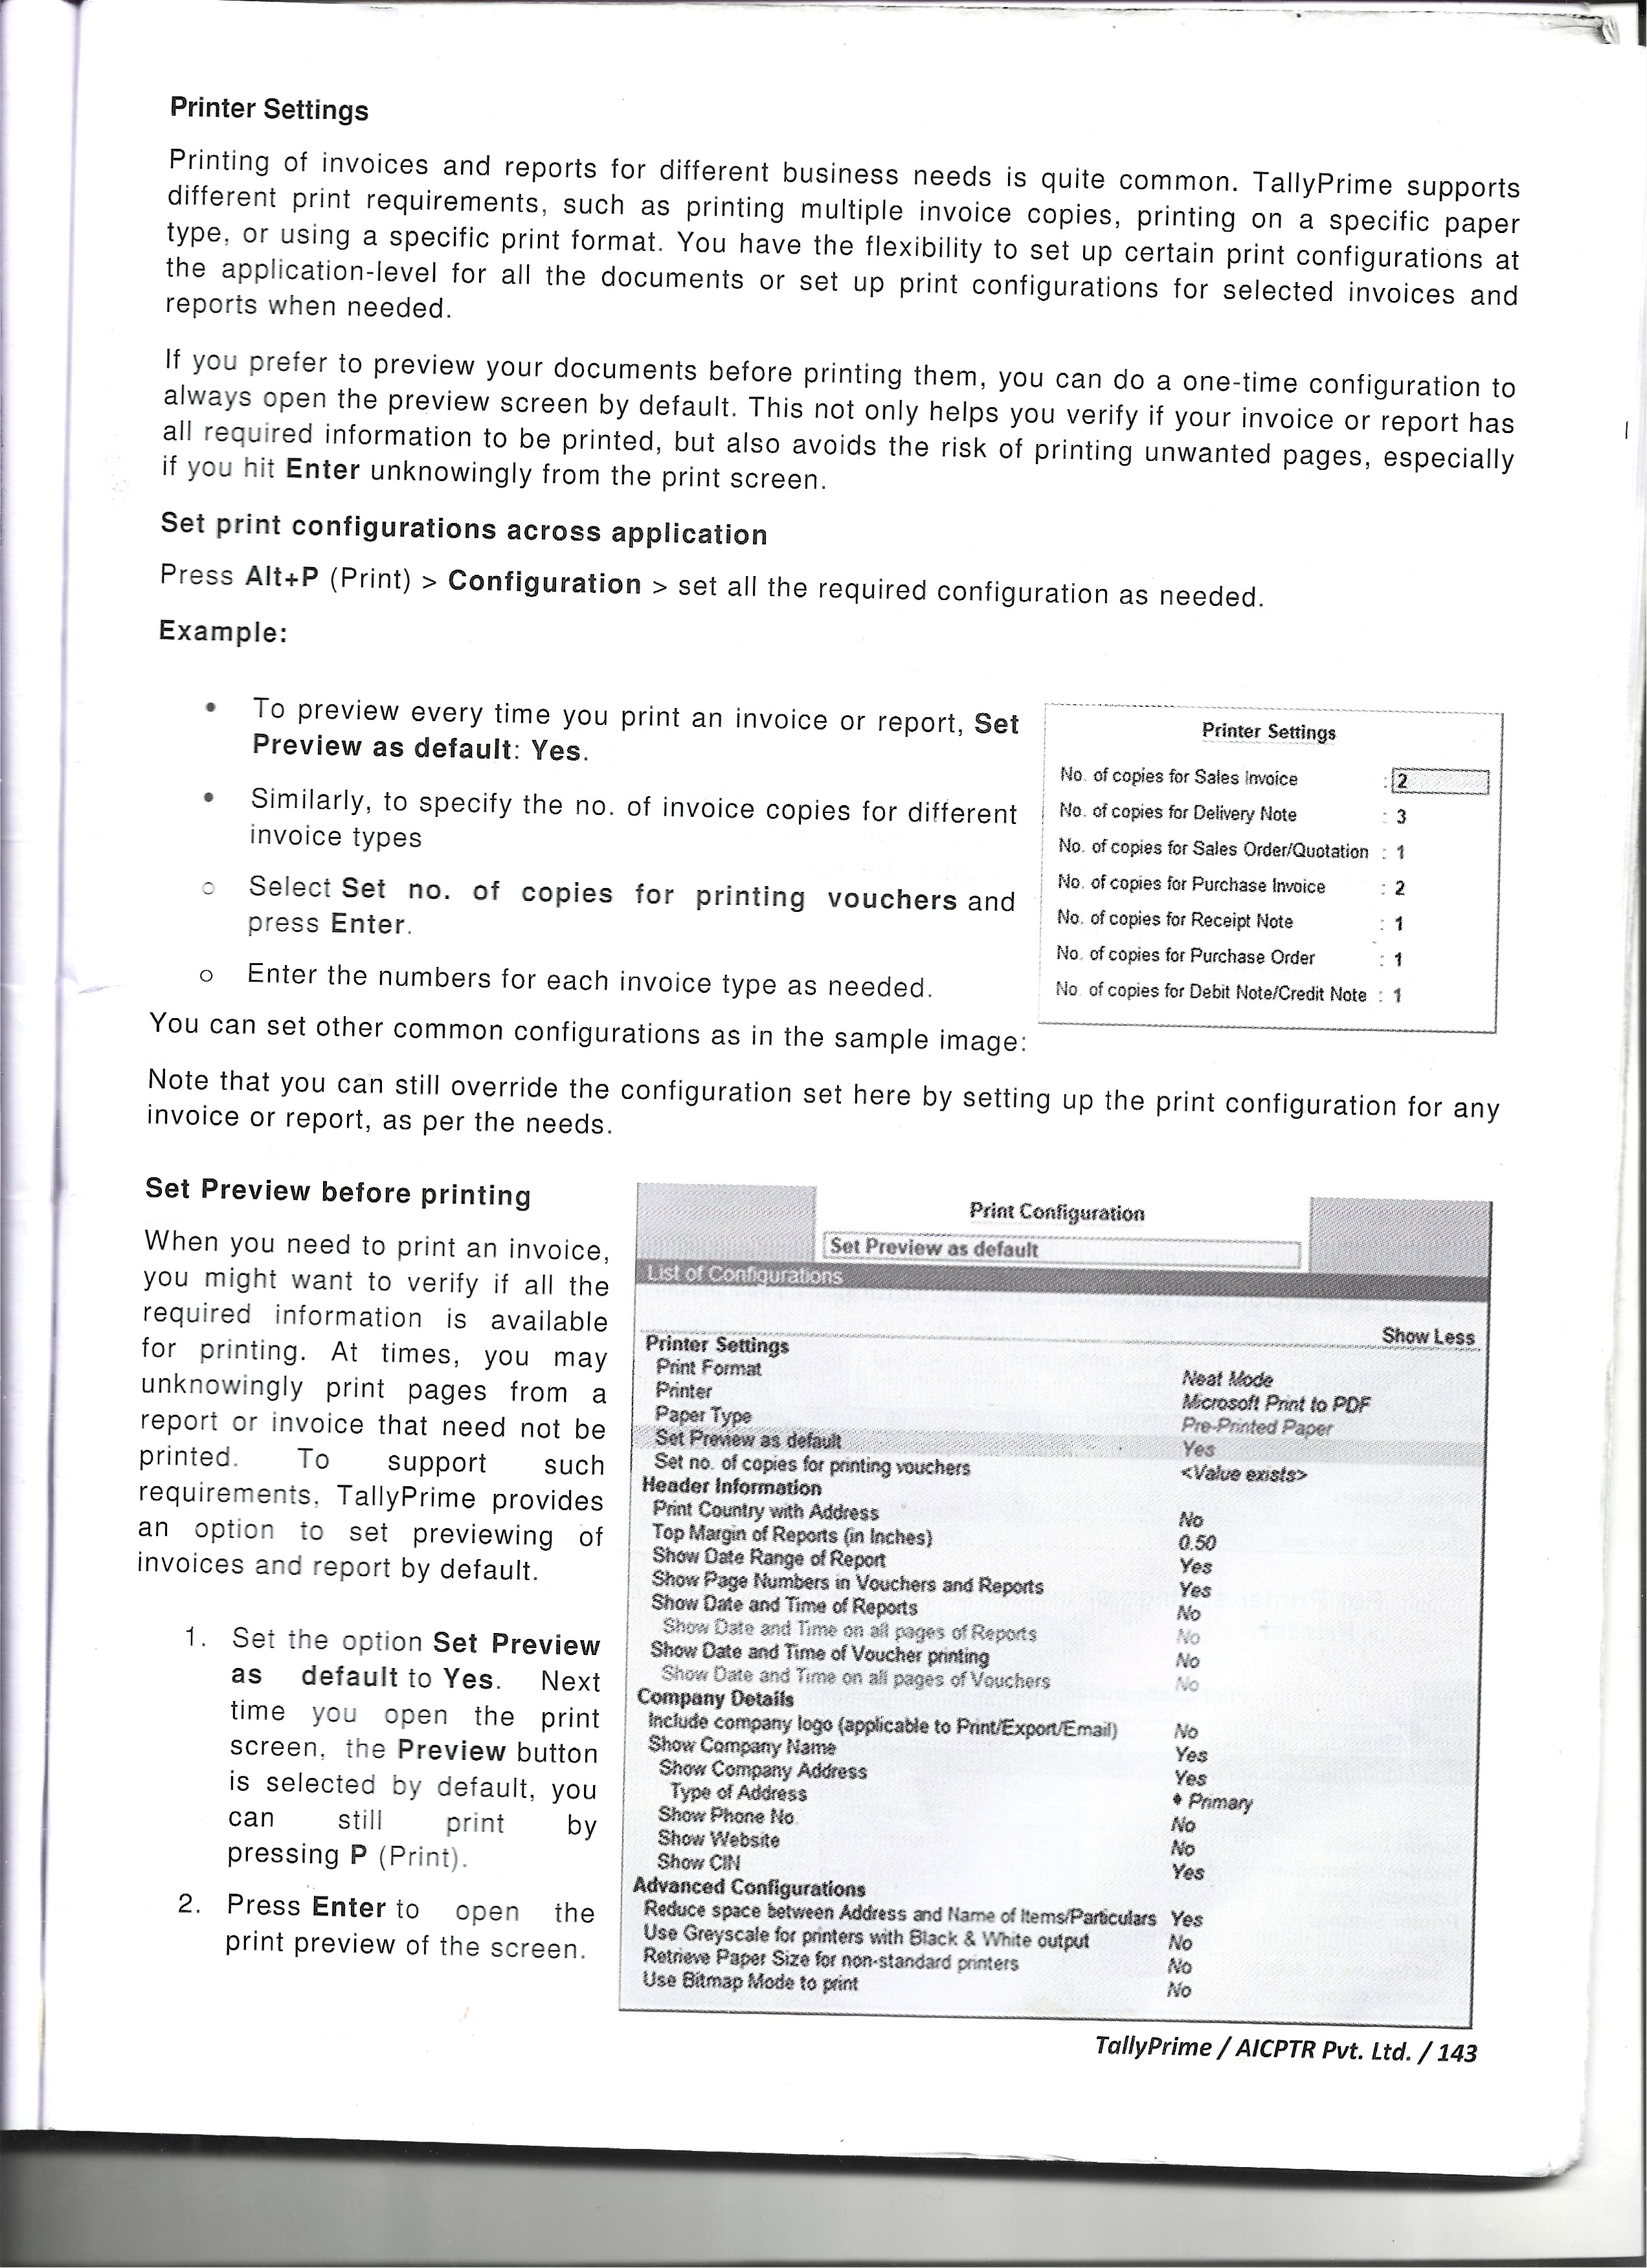 Printer Settings
Printing of invoices and reports for different business needs is quite common. TallyPrime supports
different print requirements, such as printing multiple invoice copies, printing on a specific paper
type, or using a specific print format. You have the flexibility to set up certain print configurations at
the application-level for all the documents or set up print configurations for selected invoices and
reports when needed.
If you prefer to preview your documents before printing them, you can do a one-time configuration to
always open the preview screen by default. This not only helps you verify if your invoice or report has
all required information to be printed, but also avoids the risk of printing unwanted pages, especially
if you hit Enter unknowingly from the print screen.
Set print configurations across application
Press Alt+P (Print) > Configuration > set all the required configuration as needed.
Example:
• To preview every time you print an invoice or report, Set
Preview as default: Yes.
• Similarly, to specify the no. of invoice copies for different
invoice types
o Select Set no. of copies for printing vouchers and
press Enter.
o Enter the numbers for each invoice type as needed.
Printer Settings
No. of copies for Sales Invoice : 2
No. of copies for Delivery Note : 3
No. of copies for Sales Order/Quotation : 1
No. of copies for Purchase Invoice : 2
No. of copies for Receipt Note : 1
No. of copies for Purchase Order : 1
No. of copies for Debit Note/Credit Note : 1
You can set other common configurations as in the sample image:
Note that you can still override the configuration set here by setting up the print configuration for any
invoice or report, as per the needs.
Set Preview before printing
When you need to print an invoice,
you might want to verify if all the
required information is available
for printing. At times, you may
unknowingly print pages from a
report or invoice that need not be
printed. To support such
requirements, TallyPrime provides
an option to set previewing of
invoices and report by default.
1. Set the option Set Preview
as default to Yes. Next
time you open the print
screen, the Preview button
is selected by default, you
can still print by
pressing P (Print).
2. Press Enter to open the
print preview of the screen.
Print Configuration
Set Preview as default
List of Configurations
Show Less
Printer Settings
Print Format Neat Mode
Printer Microsoft Print to PDF
Paper Type Pre-Printed Paper
Set Preview as default Yes
Set no. of copies for printing vouchers <Value exists>
Header Information
Print Country with Address No
Top Margin of Reports (in Inches) 0.50
Show Date Range of Report Yes
Show Page Numbers in Vouchers and Reports Yes
Show Date and Time of Reports No
Show Date and Time on all pages of Reports No
Show Date and Time of Voucher printing No
Show Date and Time on all pages of Vouchers No
Company Details
Include company logo (applicable to Print/Export/Email) No
Show Company Name Yes
Show Company Address Yes
Type of Address ♦ Primary
Show Phone No. No
Show Website No
Show CIN Yes
Advanced Configurations
Reduce space between Address and Name of Items/Particulars Yes
Use Greyscale for printers with Black & White output No
Retrieve Paper Size for non-standard printers No
Use Bitmap Mode to print No
TallyPrime / AICPTR Pvt. Ltd. / 143